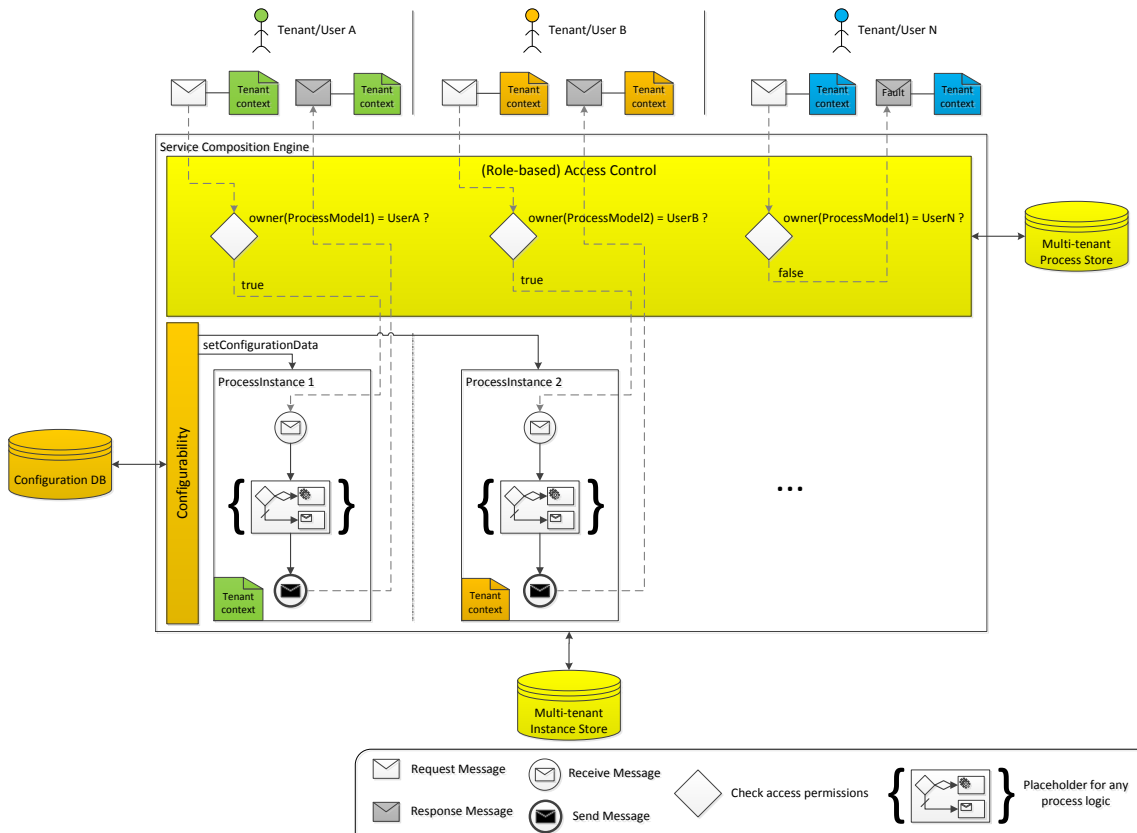 Tenant/User A
Tenant/User B
Tenant/User N
Tenant
context
Tenant
context
Tenant
context
Tenant
context
Tenant
context
Fault
Tenant
context
Service Composition Engine
(Role-based) Access Control
owner(ProcessModel1) = UserA ?
owner(ProcessModel2) = UserB ?
owner(ProcessModel1) = UserN ?
true
true
false
Multi-tenant
Process Store
setConfigurationData
ProcessInstance 1
ProcessInstance 2
Configurability
Configuration DB
{ }
{ }
...
Tenant
context
Tenant
context
Multi-tenant
Instance Store
Request Message
Receive Message
Check access permissions
{ }
Placeholder for any
process logic
Response Message
Send Message